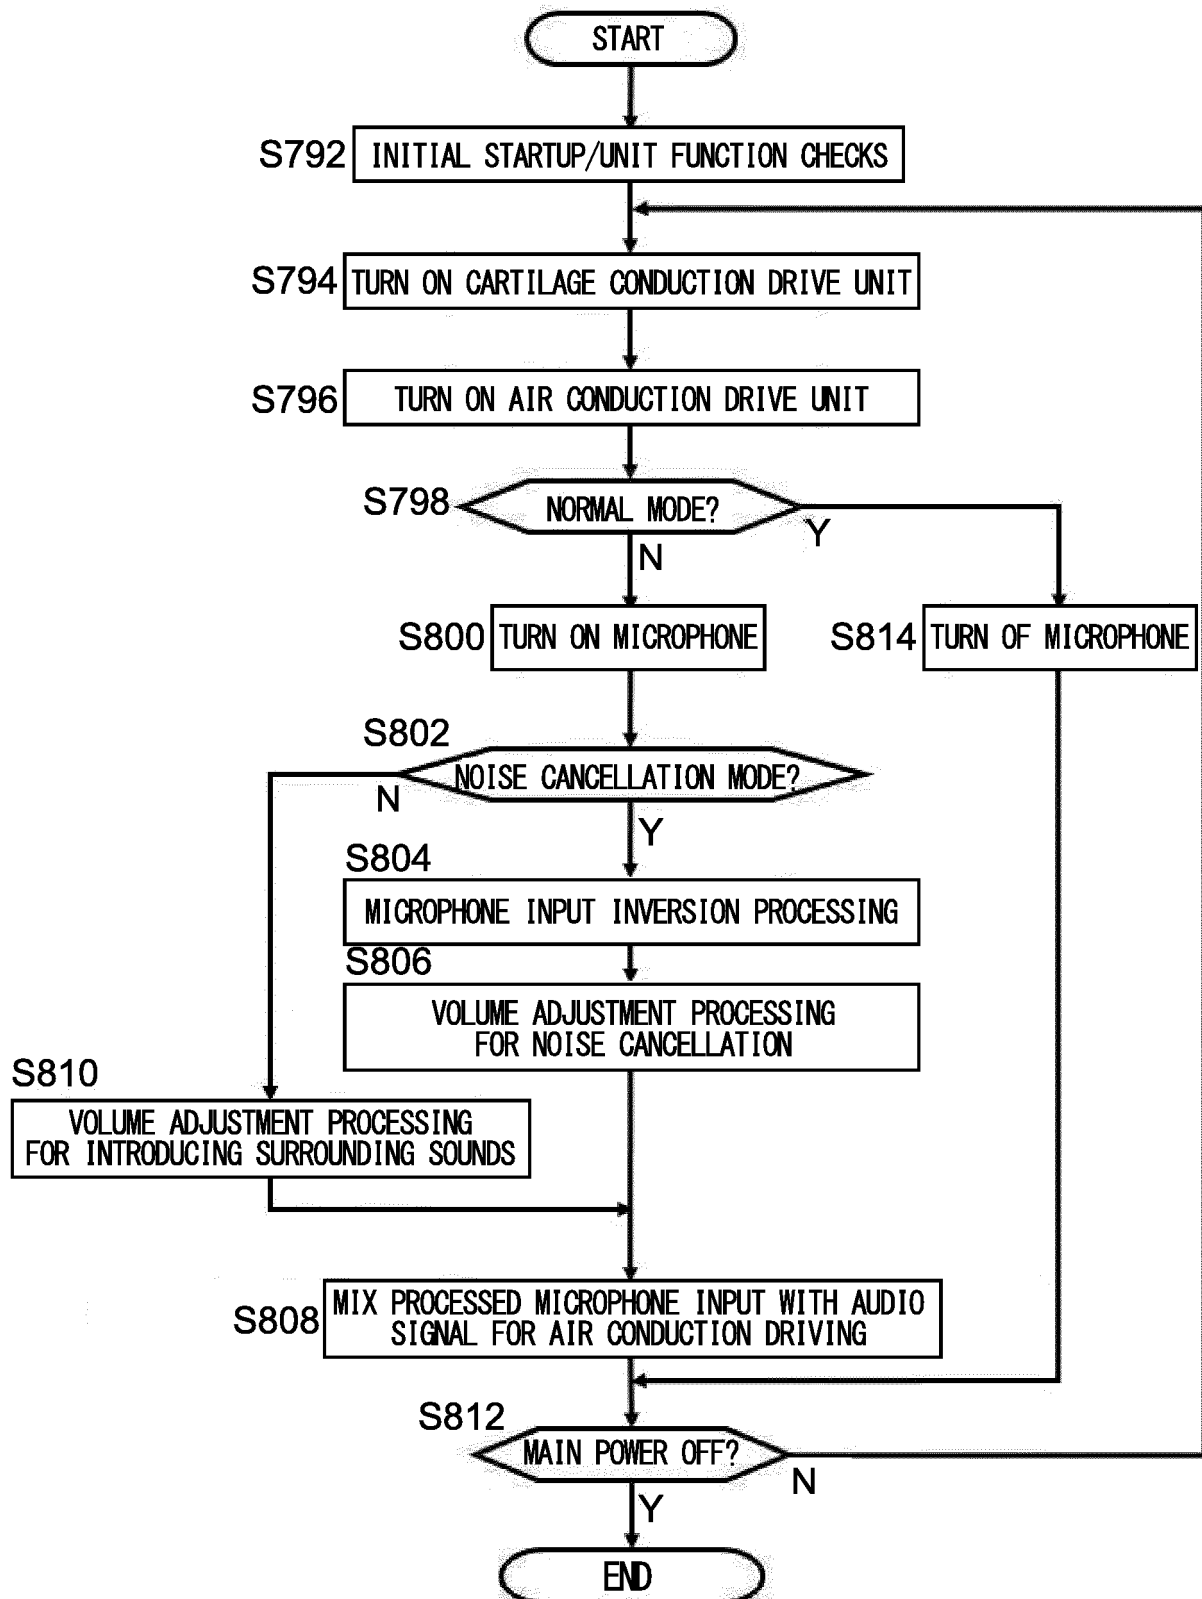 START
S792
INITIAL STARTUP/UNIT FUNCTION CHECKS
S794
TURN ON CARTILAGE CONDUCTION DRIVE UNIT
S796
TURN ON AIR CONDUCTION DRIVE UNIT
S798
NORMAL MODE?
Y
N
S800
TURN ON MICROPHONE
S814
TURN OF MICROPHONE
S802
NOISE CANCELLATION MODE?
N
Y
S804
MICROPHONE INPUT INVERSION PROCESSING
S806
VOLUME ADJUSTMENT PROCESSING
FOR NOISE CANCELLATION
S810
VOLUME ADJUSTMENT PROCESSING
FOR INTRODUCING SURROUNDING SOUNDS
S808
MIX PROCESSED MICROPHONE INPUT WITH AUDIO
SIGNAL FOR AIR CONDUCTION DRIVING
S812
MAIN POWER OFF?
N
Y
END